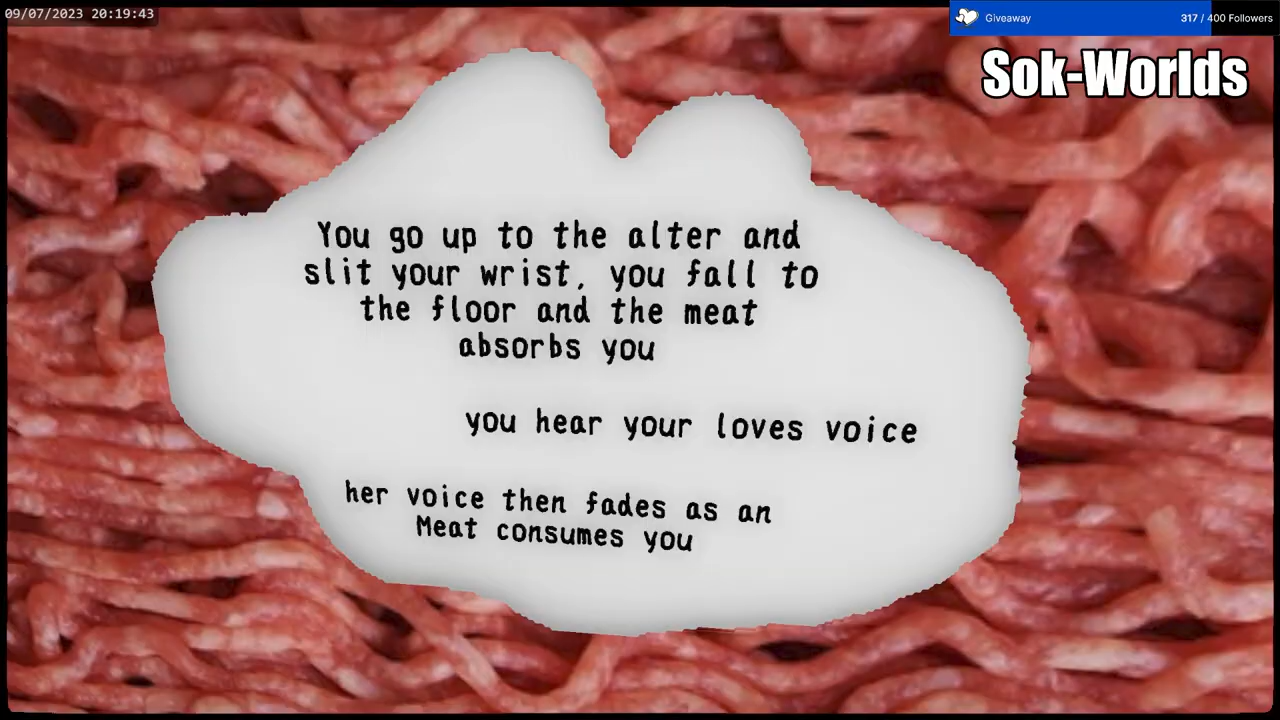 09/07/2023 20:19:43
Giveaway
317 / 400 Followers
Sok-Worlds
You go up to the alter and
slit your wrist, you fall to
the floor and the meat
absorbs you
you hear your loves voice
her voice then fades as an
Meat consumes you